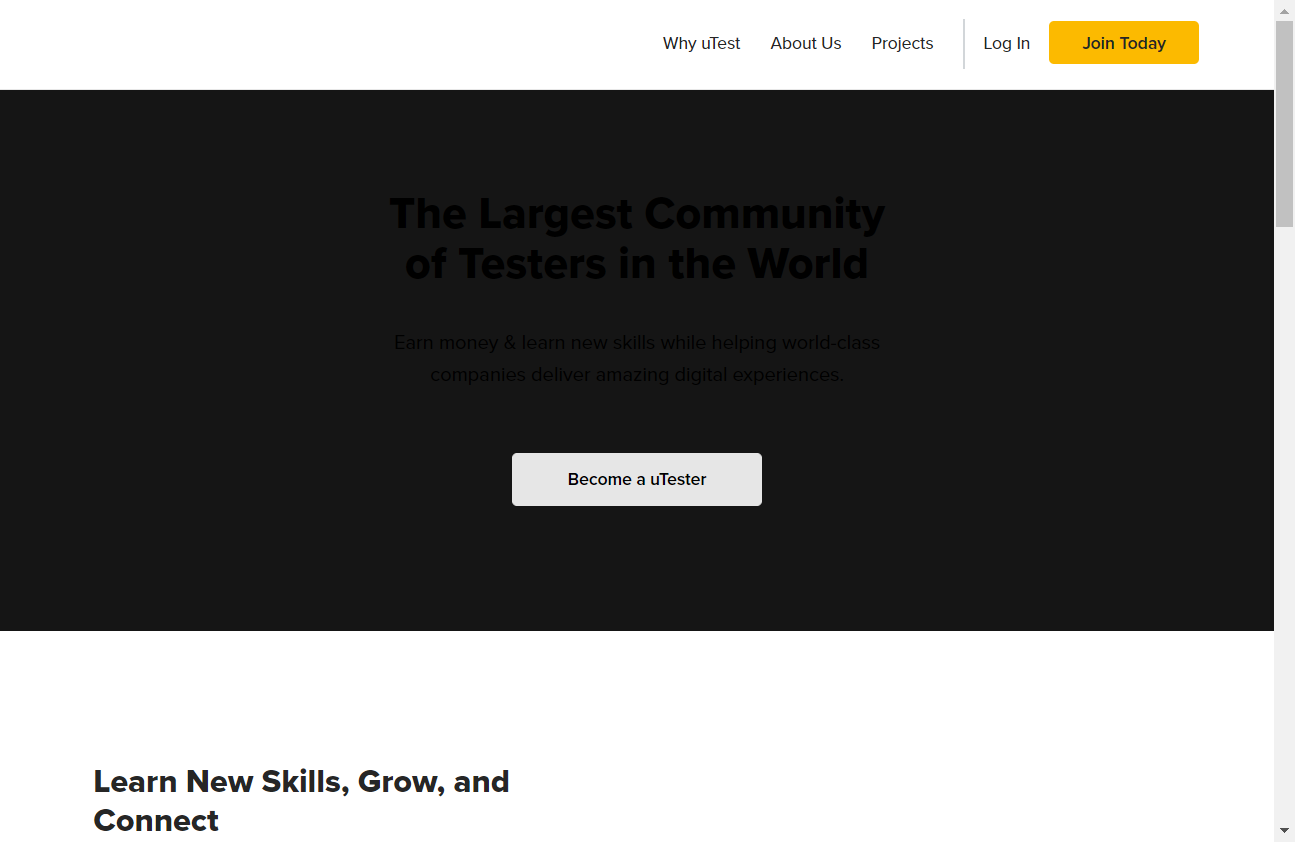 Why uTest
About Us
Projects
Log In
Join Today
The Largest Community
of Testers in the World
Earn money & learn new skills while helping world-class
companies deliver amazing digital experiences.
Become a uTester
Learn New Skills, Grow, and
Connect